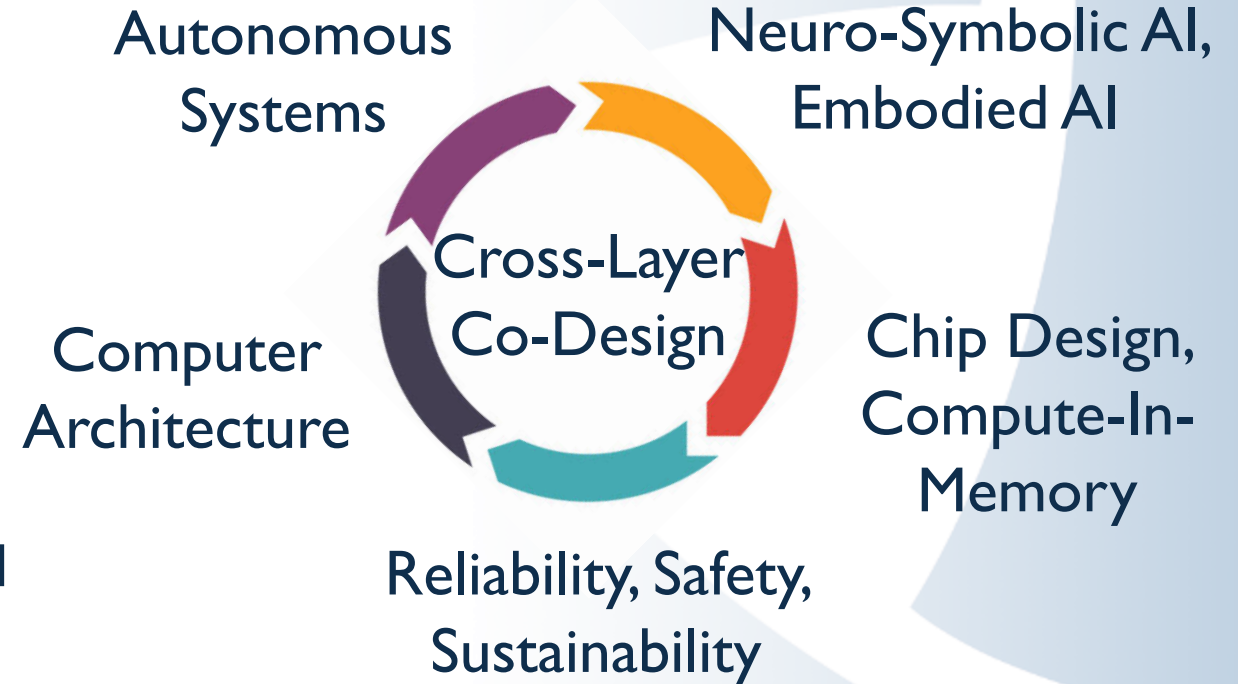 Autonomous
Systems
Neuro-Symbolic AI,
Embodied AI
Cross-Layer
Co-Design
Computer
Architecture
Chip Design,
Compute-In-
Memory
Reliability, Safety,
Sustainability